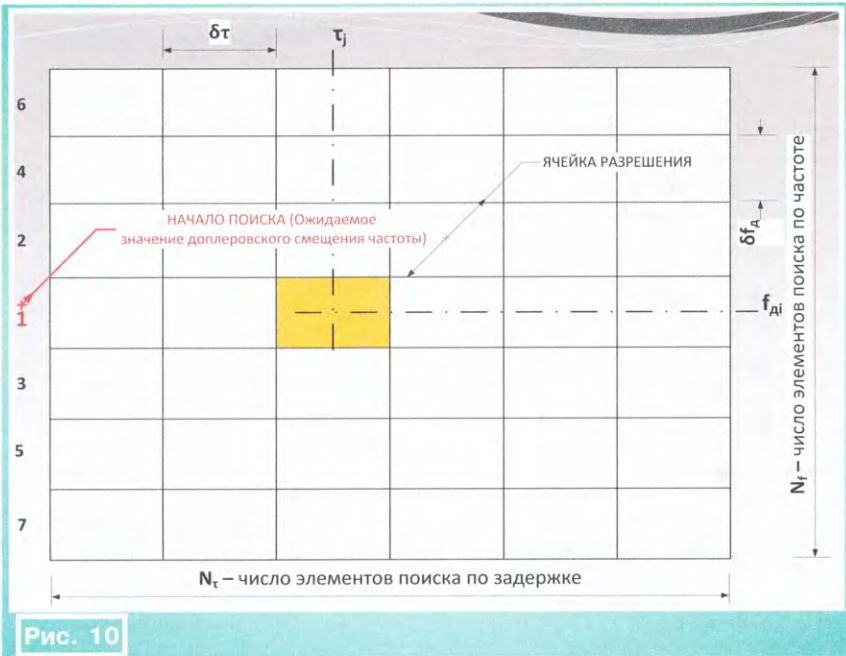 δτ
τj
6
4
ЯЧЕЙКА РАЗРЕШЕНИЯ
НАЧАЛО ПОИСКА (Ожидаемое
значение доплеровского смещения частоты)
2
δfд
1
fдi
3
5
7
Nf – число элементов поиска по частоте
Nτ – число элементов поиска по задержке
Рис. 10